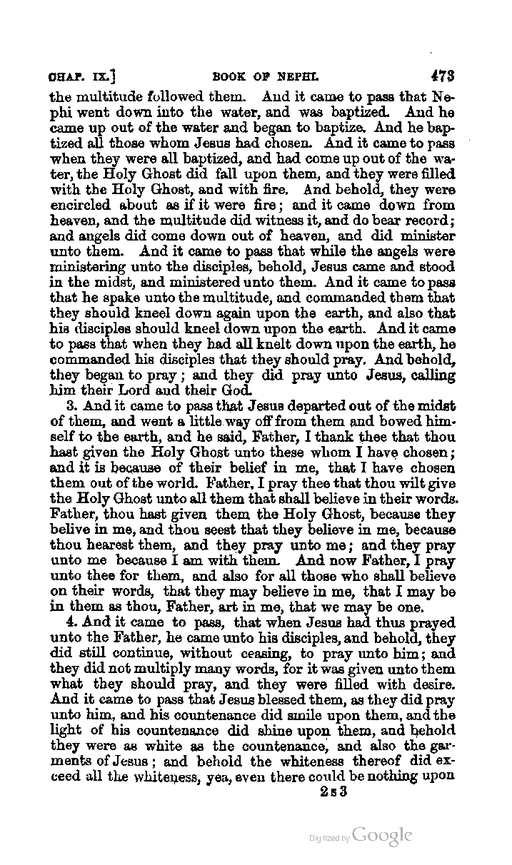 CHAP. IX.] BOOK OF NEPHI. 473
the multitude followed them. And it came to pass that Ne-
phi went down into the water, and was baptized. And he
came up out of the water and began to baptize. And he bap-
tized all those whom Jesus had chosen. And it came to pass
when they were all baptized, and had come up out of the wa-
ter, the Holy Ghost did fall upon them, and they were filled
with the Holy Ghost, and with fire. And behold, they were
encircled about as if it were fire; and it came down from
heaven, and the multitude did witness it, and do bear record;
and angels did come down out of heaven, and did minister
unto them. And it came to pass that while the angels were
ministering unto the disciples, behold, Jesus came and stood
in the midst, and ministered unto them. And it came to pass
that he spake unto the multitude, and commanded them that
they should kneel down again upon the earth, and also that
his disciples should kneel down upon the earth. And it came
to pass that when they had all knelt down upon the earth, he
commanded his disciples that they should pray. And behold,
they began to pray; and they did pray unto Jesus, calling
him their Lord and their God.
3. And it came to pass that Jesus departed out of the midst
of them, and went a little way off from them and bowed him-
self to the earth, and he said, Father, I thank thee that thou
hast given the Holy Ghost unto these whom I have chosen;
and it is because of their belief in me, that I have chosen
them out of the world. Father, I pray thee that thou wilt give
the Holy Ghost unto all them that shall believe in their words.
Father, thou hast given them the Holy Ghost, because they
belive in me, and thou seest that they believe in me, because
thou hearest them, and they pray unto me; and they pray
unto me because I am with them. And now Father, I pray
unto thee for them, and also for all those who shall believe
on their words, that they may believe in me, that I may be
in them as thou, Father, art in me, that we may be one.
4. And it came to pass, that when Jesus had thus prayed
unto the Father, he came unto his disciples, and behold, they
did still continue, without ceasing, to pray unto him; and
they did not multiply many words, for it was given unto them
what they should pray, and they were filled with desire.
And it came to pass that Jesus blessed them, as they did pray
unto him, and his countenance did smile upon them, and the
light of his countenance did shine upon them, and behold
they were as white as the countenance, and also the gar-
ments of Jesus; and behold the whiteness thereof did ex-
ceed all the whiteness, yea, even there could be nothing upon
2 S 3
Digitized by Google